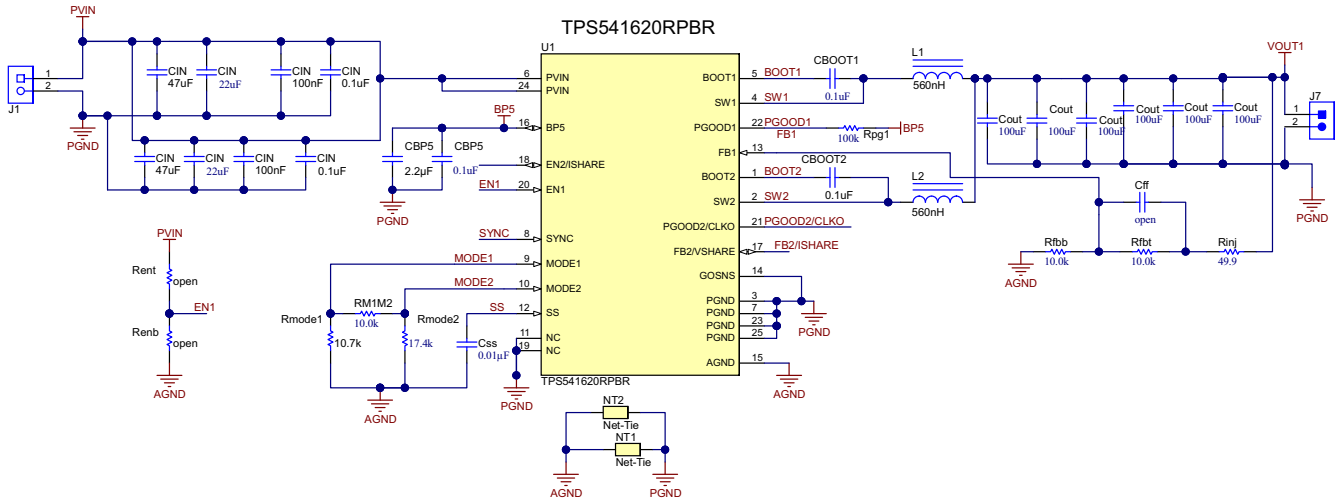 TPS541620RPBR
PVIN
J1
1
2
CIN
47uF
CIN
22uF
CIN
100nF
CIN
0.1uF
PGND
CIN
47uF
CIN
22uF
CIN
100nF
CIN
0.1uF
PVIN
Rent
open
EN1
Renb
open
AGND
BP5
CBP5
2.2µF
CBP5
0.1uF
PGND
EN1
SYNC
MODE1
MODE2
RM1M2
10.0k
Rmode1
10.7k
Rmode2
17.4k
SS
Css
0.01µF
AGND
PGND
U1
6 PVIN
24 PVIN
16 BP5
18 EN2/ISHARE
20 EN1
8 SYNC
9 MODE1
10 MODE2
12 SS
11 NC
19 NC
BOOT1 5
SW1 4
PGOOD1 22
FB1 13
BOOT2 1
SW2 2
PGOOD2/CLKO 21
FB2/VSHARE 17
GOSNS 14
PGND 3
PGND 7
PGND 23
PGND 25
AGND 15
TPS541620RPBR
BOOT1
CBOOT1
0.1uF
SW1
L1
560nH
PGOOD1
FB1
Rpg1
100k
BP5
BOOT2
CBOOT2
0.1uF
SW2
L2
560nH
PGOOD2/CLKO
FB2/ISHARE
PGND
AGND
Cout
100uF
Cout
100uF
Cout
100uF
Cout
100uF
Cout
100uF
Cout
100uF
VOUT1
J7
1
2
PGND
Cff
open
Rfbb
10.0k
Rfbt
10.0k
Rinj
49.9
AGND
NT2
Net-Tie
NT1
Net-Tie
AGND
PGND